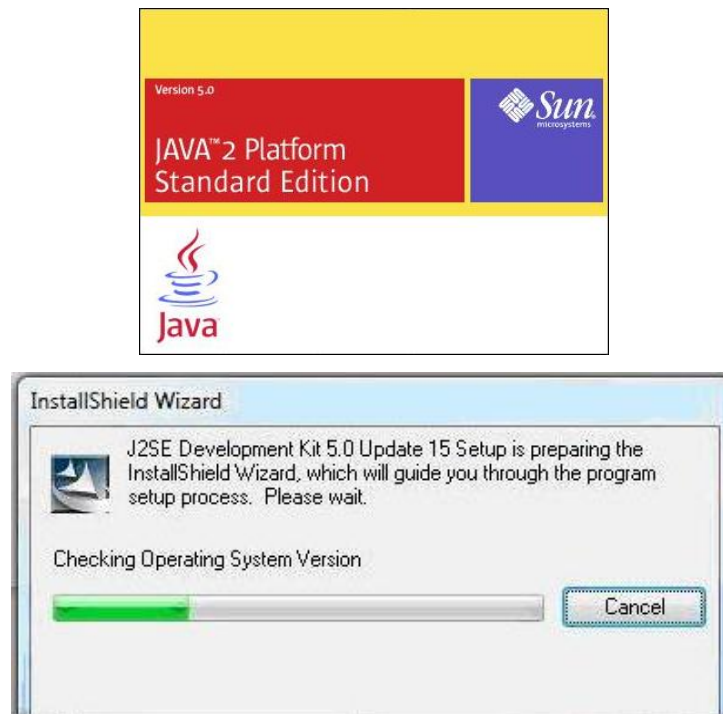 Version 5.0
Sun
microsystems
JAVA™2 Platform
Standard Edition
Java
InstallShield Wizard
J2SE Development Kit 5.0 Update 15 Setup is preparing the
InstallShield Wizard, which will guide you through the program
setup process. Please wait.
Checking Operating System Version
Cancel